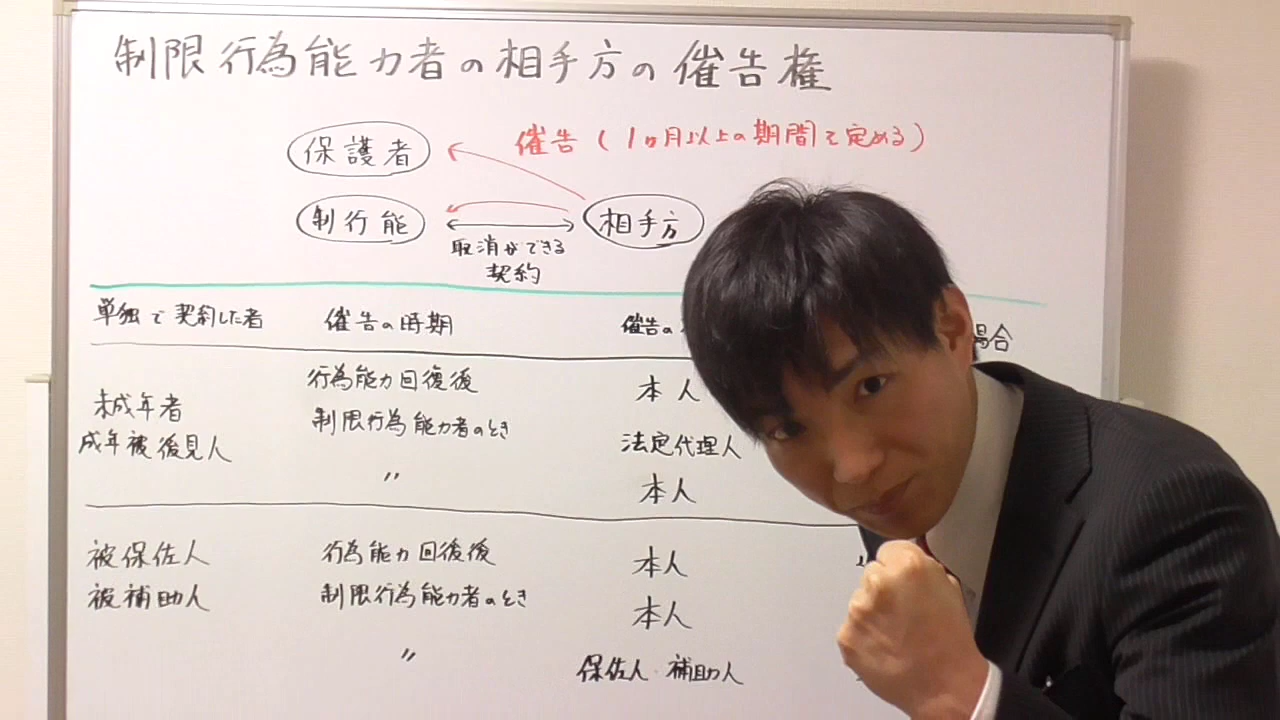 制限行為能力者の相手方の催告権
保護者
催告(1ヶ月以上の期間で定める)
制行能
相手方
取消ができる
契約
単独で契約した者 催告の時期 催告の 場合
行為能力回復後 本人
未成年者 制限行為能力者のとき
成年被後見人 法定代理人
〃 本人
被保佐人 行為能力回復後 本人
被補助人 制限行為能力者のとき 本人
〃 保佐人・補助人